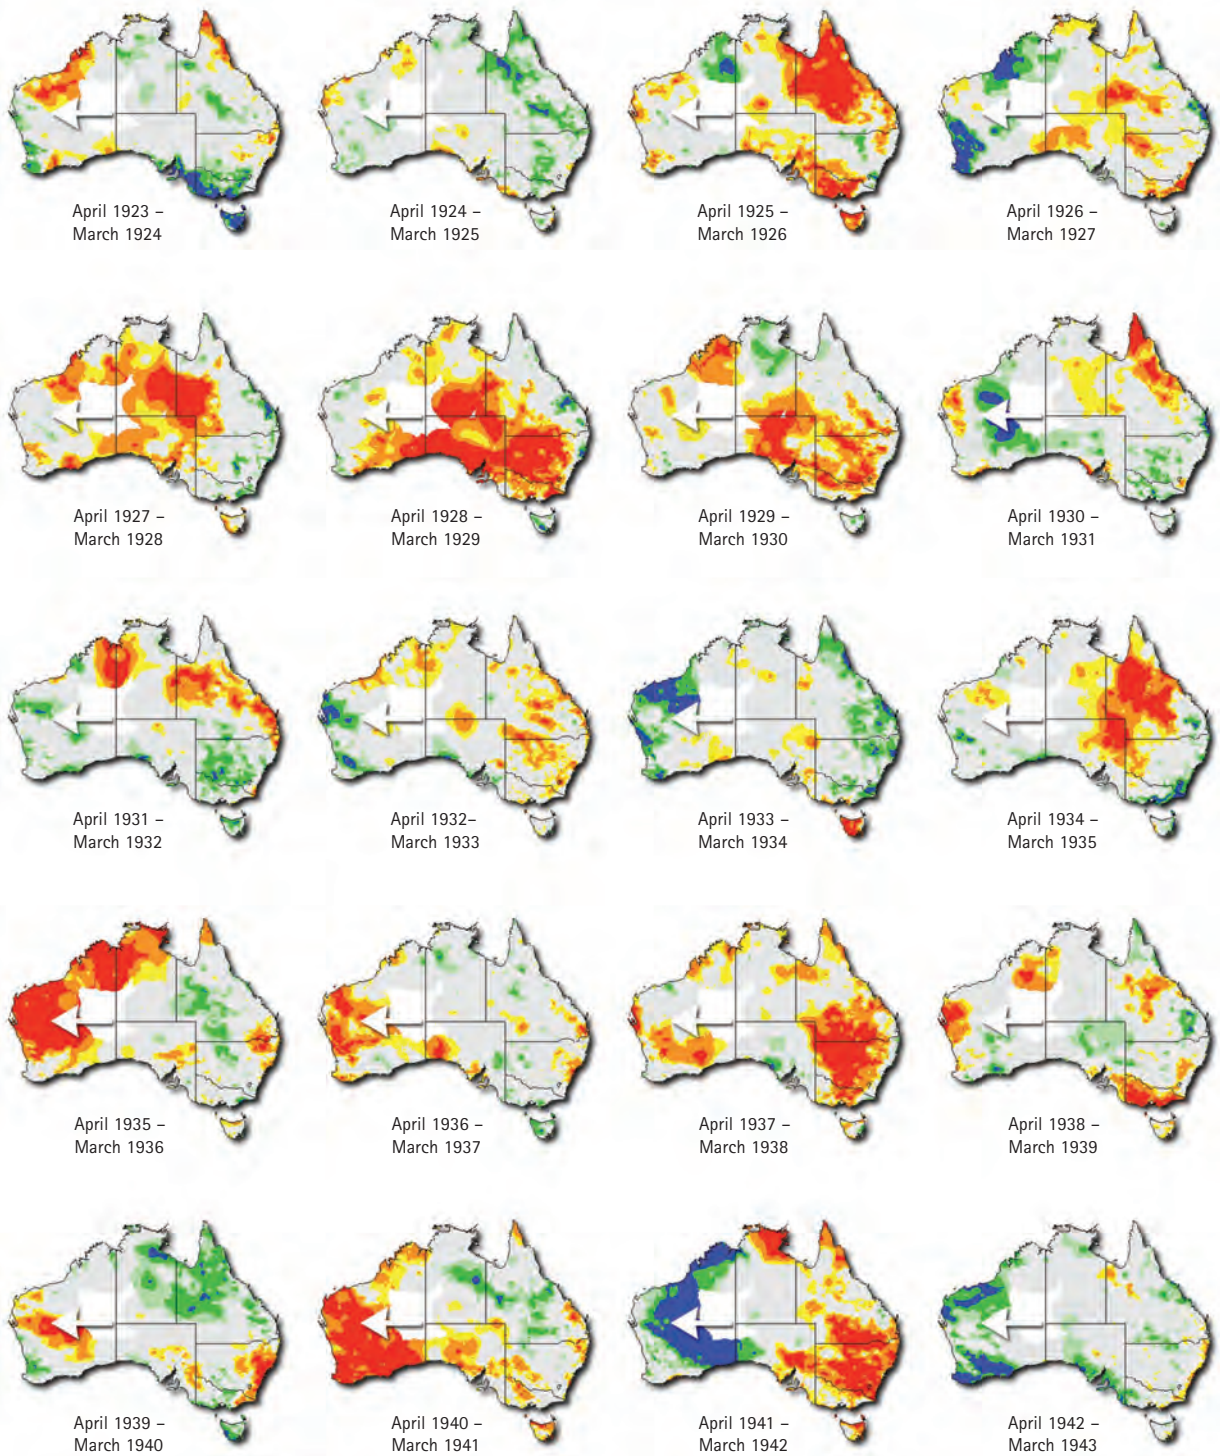 April 1923 –
March 1924
April 1924 –
March 1925
April 1925 –
March 1926
April 1926 –
March 1927
April 1927 –
March 1928
April 1928 –
March 1929
April 1929 –
March 1930
April 1930 –
March 1931
April 1931 –
March 1932
April 1932–
March 1933
April 1933 –
March 1934
April 1934 –
March 1935
April 1935 –
March 1936
April 1936 –
March 1937
April 1937 –
March 1938
April 1938 –
March 1939
April 1939 –
March 1940
April 1940 –
March 1941
April 1941 –
March 1942
April 1942 –
March 1943